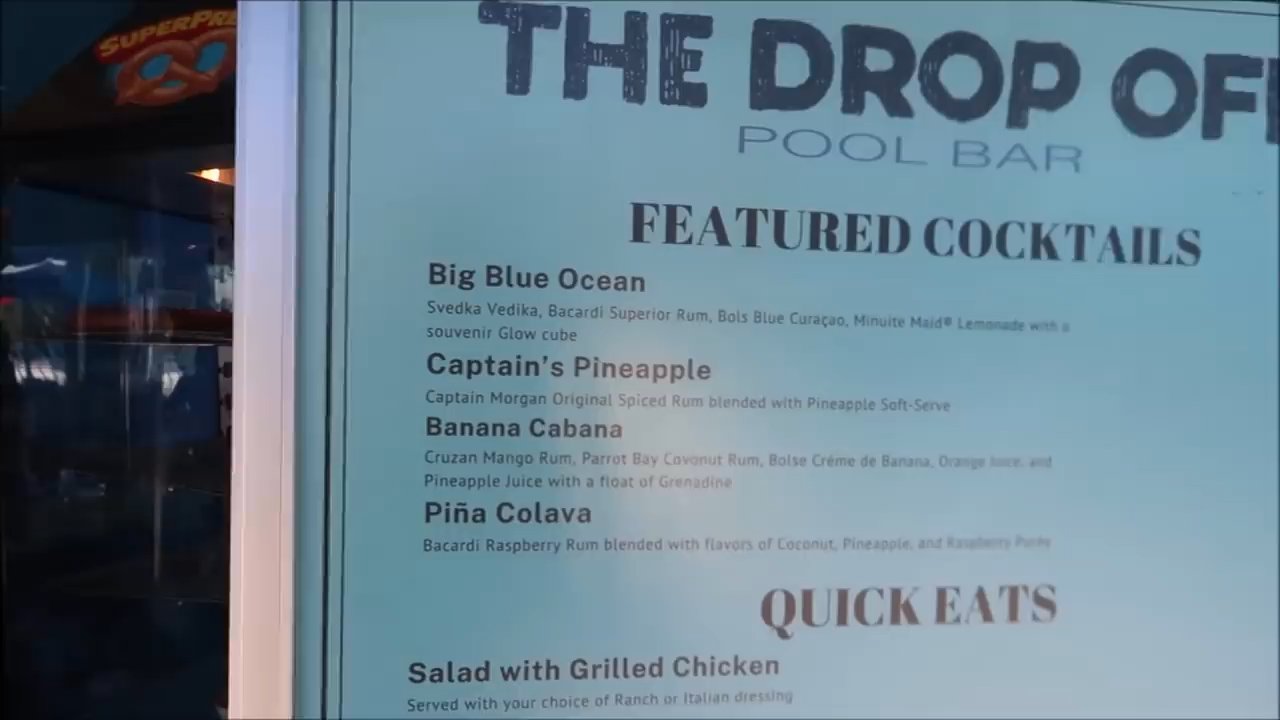 SUPERPRE
THE DROP OFF
POOL BAR
FEATURED COCKTAILS
Big Blue Ocean
Svedka Vedika, Bacardi Superior Rum, Bols Blue Curaçao, Minuite Maid® Lemonade with a
souvenir Glow cube
Captain's Pineapple
Captain Morgan Original Spiced Rum blended with Pineapple Soft-Serve
Banana Cabana
Cruzan Mango Rum, Parrot Bay Covonut Rum, Bolse Créme de Banana, Orange Juice, and
Pineapple Juice with a float of Grenadine
Piña Colava
Bacardi Raspberry Rum blended with flavors of Coconut, Pineapple, and Raspberry Purée
QUICK EATS
Salad with Grilled Chicken
Served with your choice of Ranch or Italian dressing